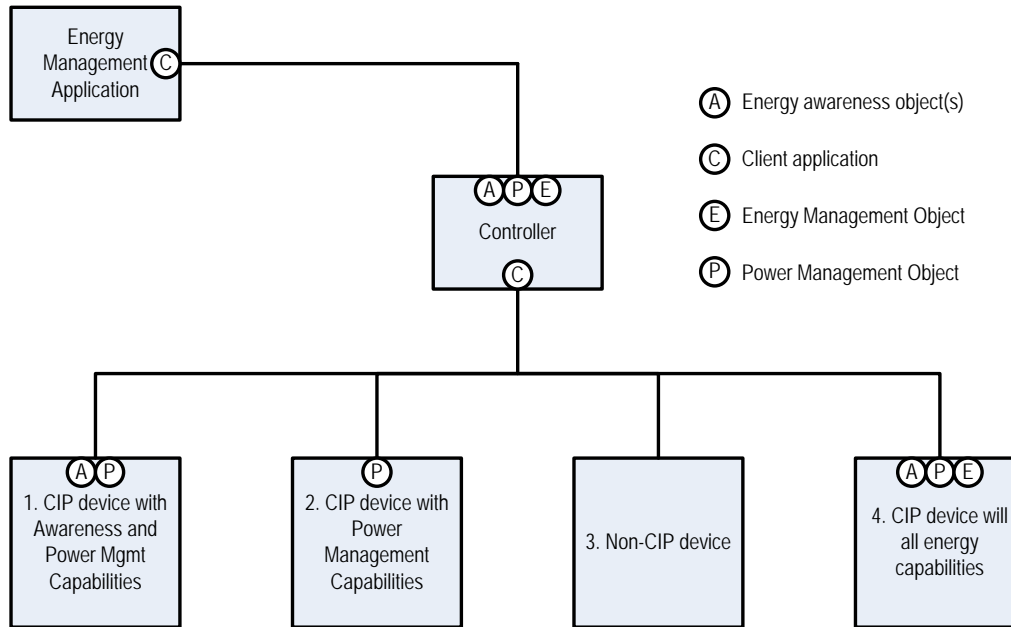 Energy
Management
Application
C
A Energy awareness object(s)
C Client application
E Energy Management Object
P Power Management Object
A P E
Controller
C
A P
1. CIP device with
Awareness and
Power Mgmt
Capabilities
P
2. CIP device with
Power
Management
Capabilities
3. Non-CIP device
A P E
4. CIP device will
all energy
capabilities